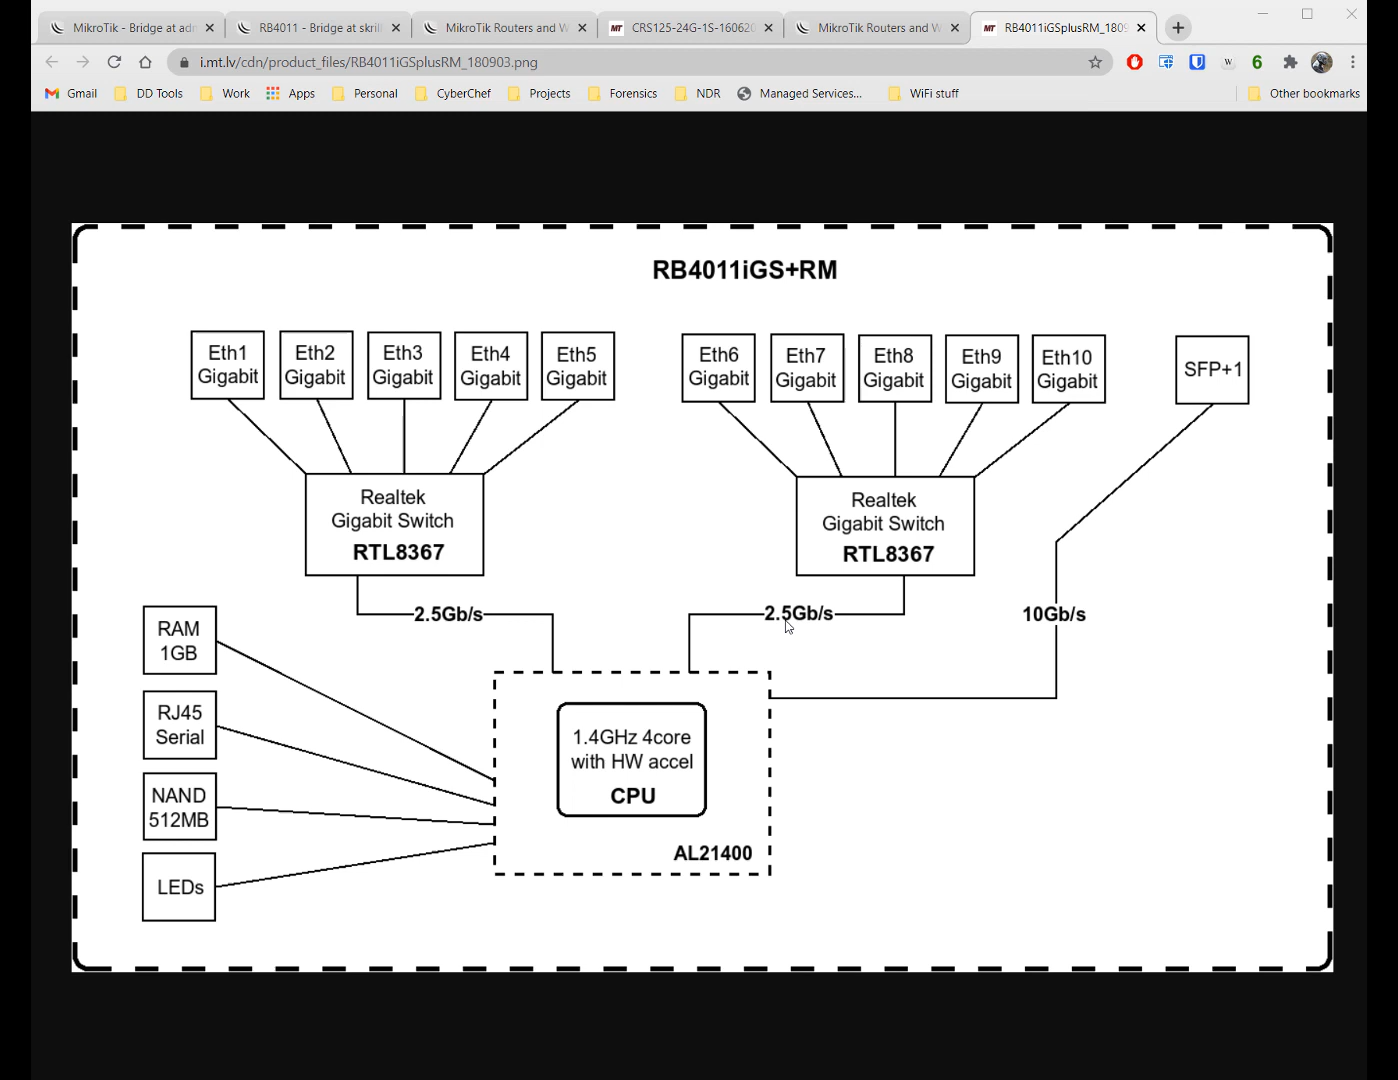 MikroTik - Bridge at adr
RB4011 - Bridge at skril
MikroTik Routers and W
CRS125-24G-1S-160620
MikroTik Routers and W
RB4011iGSplusRM_1809
i.mt.lv/cdn/product_files/RB4011iGSplusRM_180903.png
Gmail
DD Tools
Work
Apps
Personal
CyberChef
Projects
Forensics
NDR
Managed Services...
WiFi stuff
Other bookmarks
RB4011iGS+RM
Eth1
Gigabit
Eth2
Gigabit
Eth3
Gigabit
Eth4
Gigabit
Eth5
Gigabit
Eth6
Gigabit
Eth7
Gigabit
Eth8
Gigabit
Eth9
Gigabit
Eth10
Gigabit
SFP+1
Realtek
Gigabit Switch
RTL8367
Realtek
Gigabit Switch
RTL8367
2.5Gb/s
2.5Gb/s
10Gb/s
RAM
1GB
RJ45
Serial
NAND
512MB
LEDs
1.4GHz 4core
with HW accel
CPU
AL21400